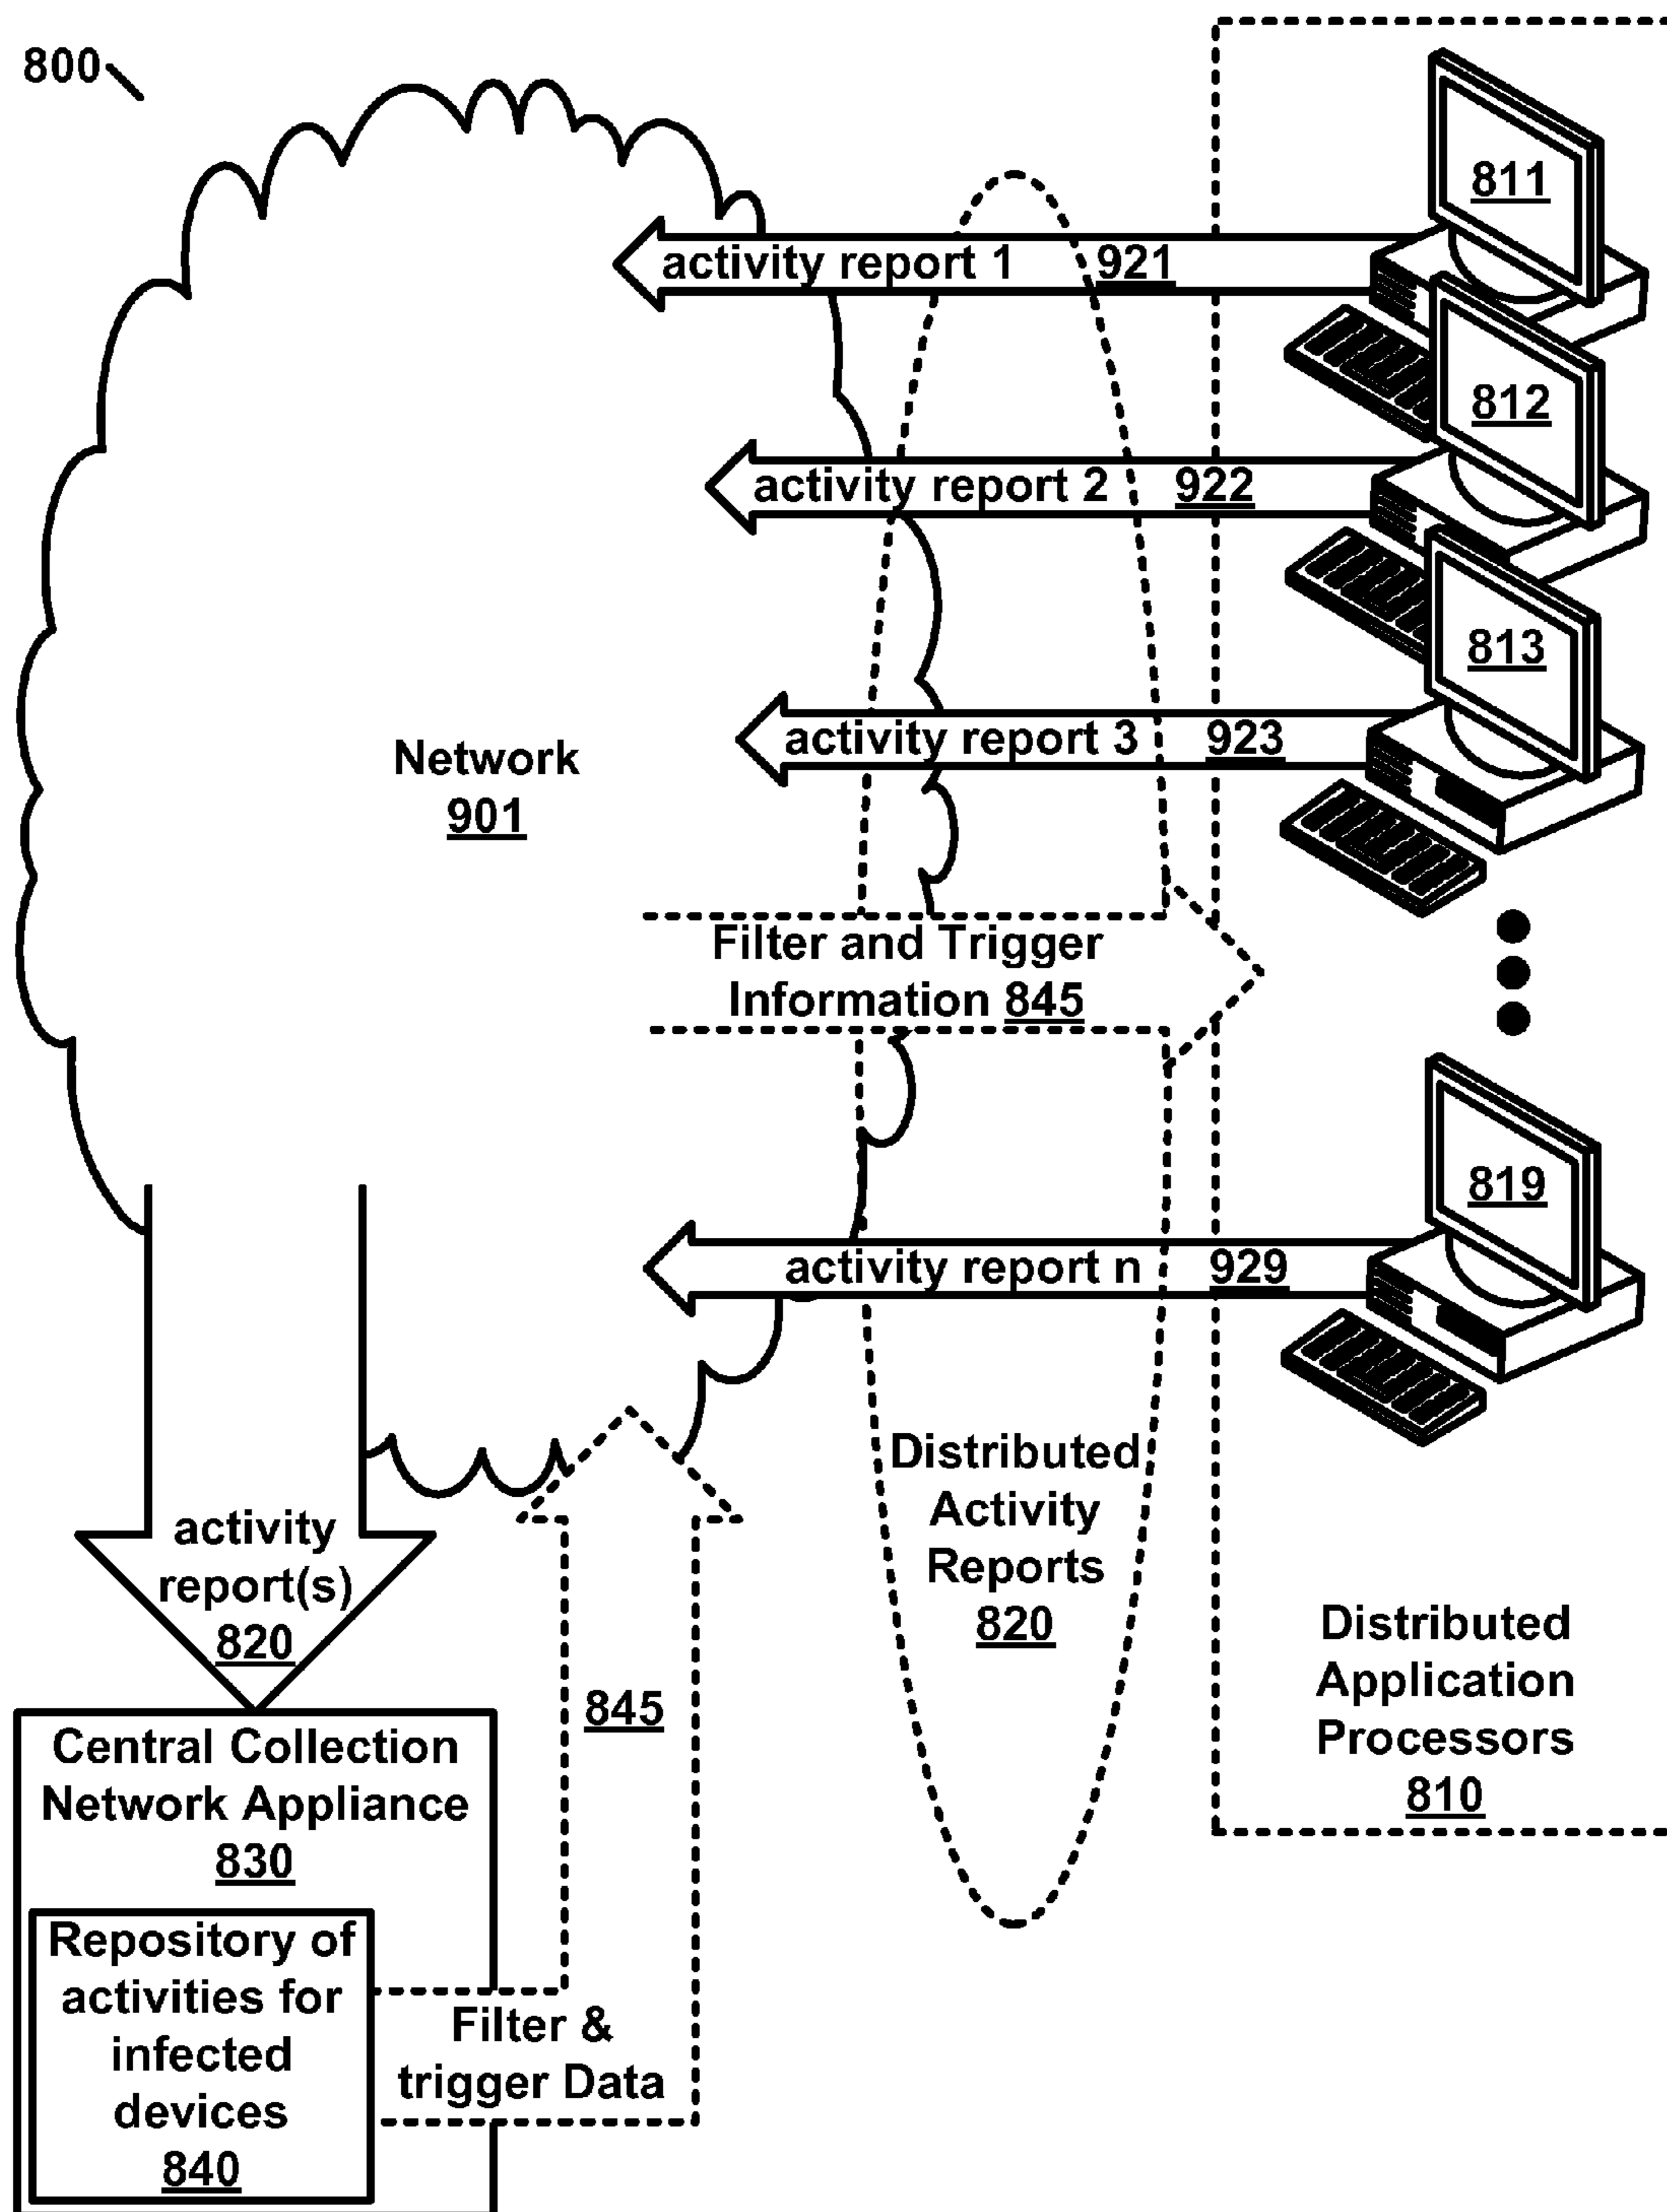 800
811
activity report 1 921
812
activity report 2 922
813
activity report 3 923
Network
901
Filter and Trigger
Information 845
819
activity report n 929
Distributed
Activity
Reports
820
activity
report(s)
820
Distributed
Application
Processors
810
845
Central Collection
Network Appliance
830
Repository of
activities for
infected
devices
840
Filter &
trigger Data